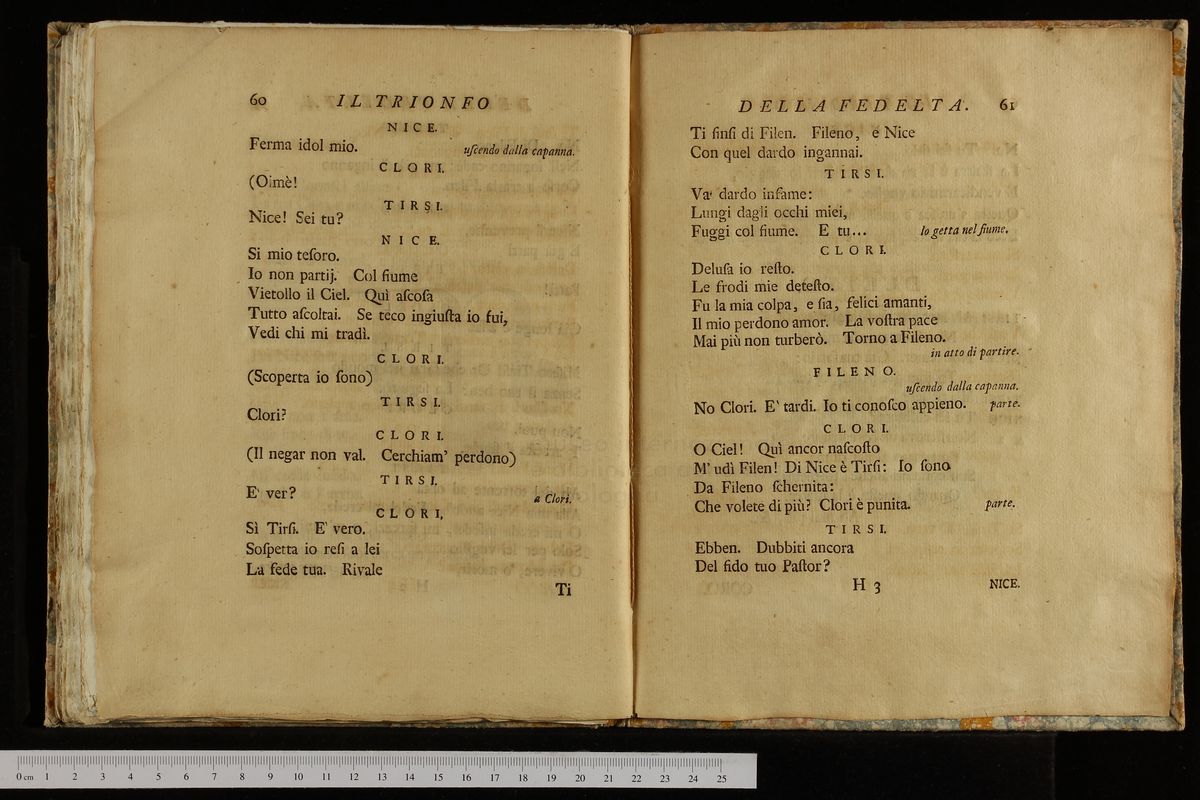 60 IL TRIONFO
NICE.
Ferma idol mio. uſcendo dalla capanna.
CLORI.
(Oimè!
TIRSI.
Nice! Sei tu?
NICE.
Si mio teſoro.
Io non partij. Col fiume
Vietollo il Ciel. Quì aſcoſa
Tutto aſcoltai. Se teco ingiuſta io fui,
Vedi chi mi tradì.
CLORI.
(Scoperta io ſono)
TIRSI.
Clori?
CLORI.
(Il negar non val. Cerchiam' perdono)
TIRSI.
E' ver? a Clori.
CLORI,
Sì Tirſi. E' vero.
Soſpetta io reſi a lei
La fede tua. Rivale
Ti
DELLA FEDELTA'. 61
Ti finſi di Filen. Fileno, e Nice
Con quel dardo ingannai.
TIRSI.
Va' dardo infame:
Lungi dagli occhi miei,
Fuggi col fiume. E tu... lo getta nel fiume.
CLORI.
Deluſa io reſto.
Le frodi mie deteſto.
Fu la mia colpa, e ſia, felici amanti,
Il mio perdono amor. La voſtra pace
Mai più non turberò. Torno a Fileno.
in atto di partire.
FILENO.
uſcendo dalla capanna.
No Clori. E' tardi. Io ti conoſco appieno. parte.
CLORI.
O Ciel! Quì ancor naſcoſto
M' udì Filen! Di Nice è Tirſi: Io ſono
Da Fileno ſchernita:
Che volete di più? Clori è punita. parte.
TIRSI.
Ebben. Dubbiti ancora
Del fido tuo Paſtor?
H 3 NICE.
0 cm 1 2 3 4 5 6 7 8 9 10 11 12 13 14 15 16 17 18 19 20 21 22 23 24 25